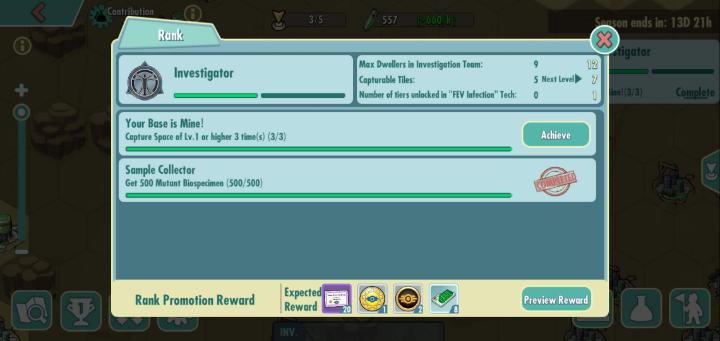 Contribution
3/5
557
Season ends in: 13D 21h
Rank
Investigator
Max Dwellers in Investigation Team: 9 12
Capturable Tiles: 5 Next Level 7
Number of tiers unlocked in "FEV Infection" Tech: 0 1
Your Base is Mine!
Capture Space of Lv.1 or higher 3 time(s) (3/3)
Achieve
Sample Collector
Get 500 Mutant Biospecimen (500/500)
COMPLETE!
Complete
Rank Promotion Reward
Expected
Reward
20
1
2
8
Preview Reward
INV.